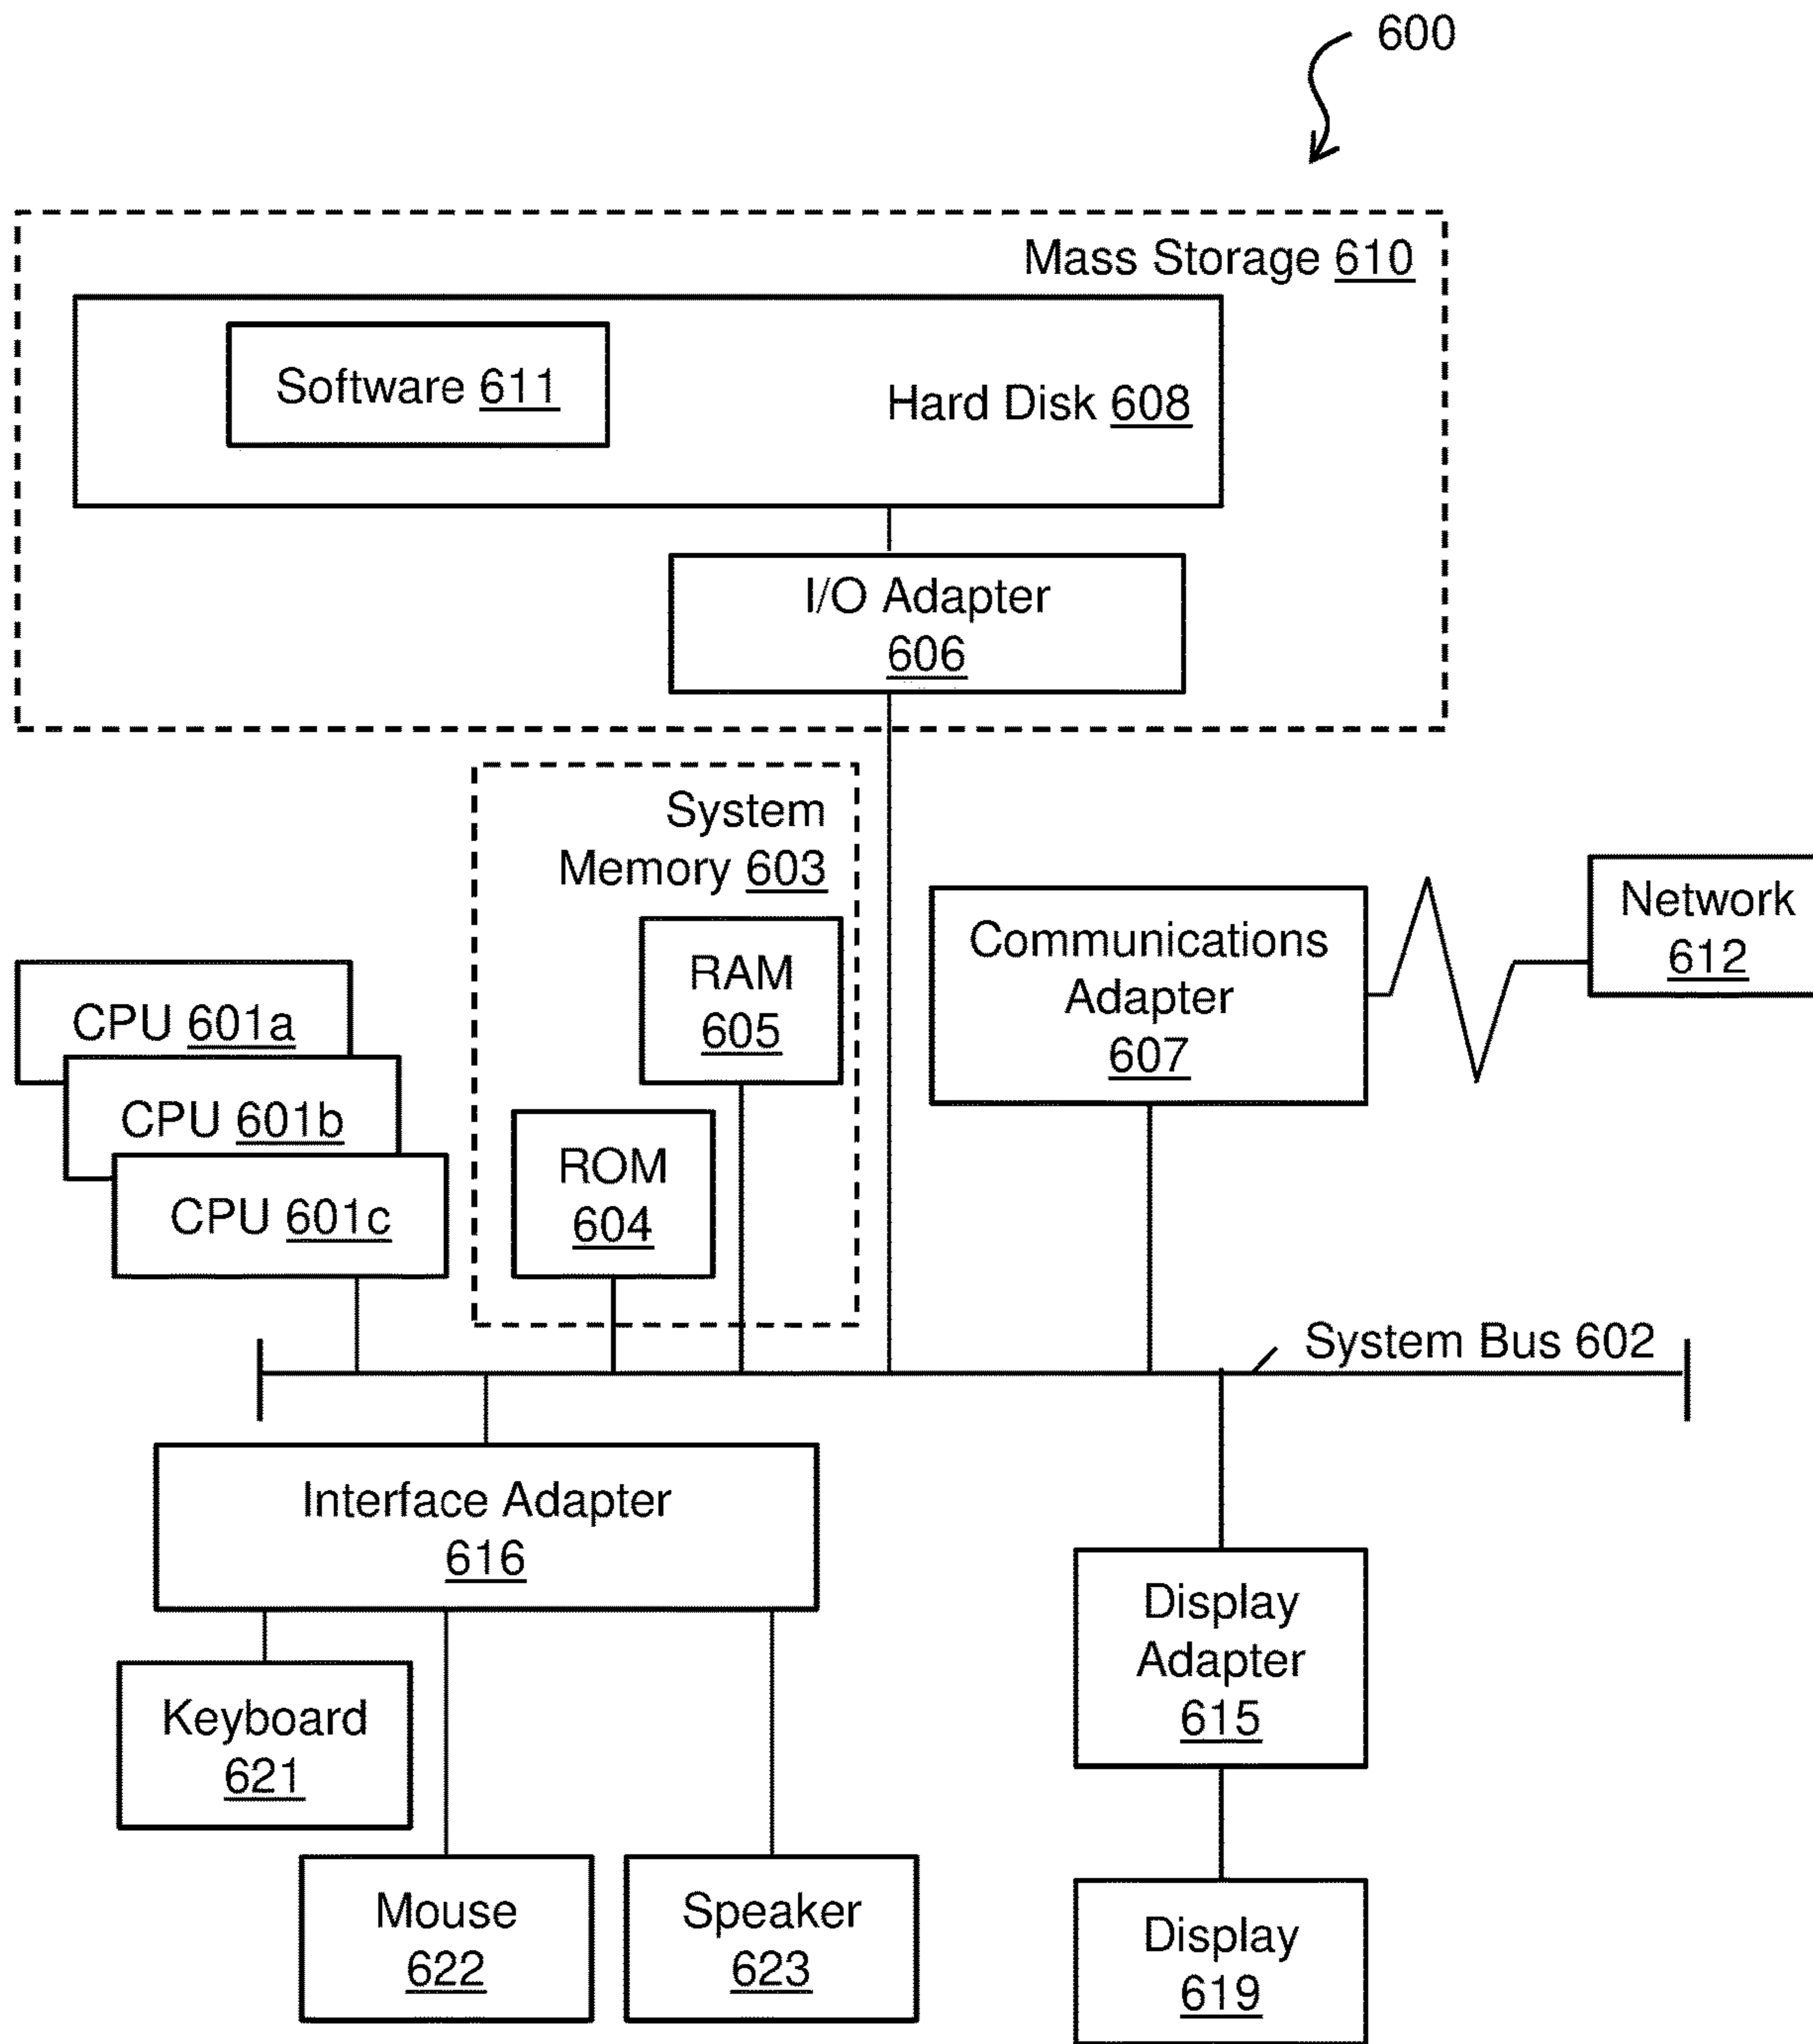 600
Mass Storage 610
Software 611
Hard Disk 608
I/O Adapter
606
System
Memory 603
RAM
605
ROM
604
Communications
Adapter
607
Network
612
CPU 601a
CPU 601b
CPU 601c
System Bus 602
Interface Adapter
616
Keyboard
621
Mouse
622
Speaker
623
Display
Adapter
615
Display
619